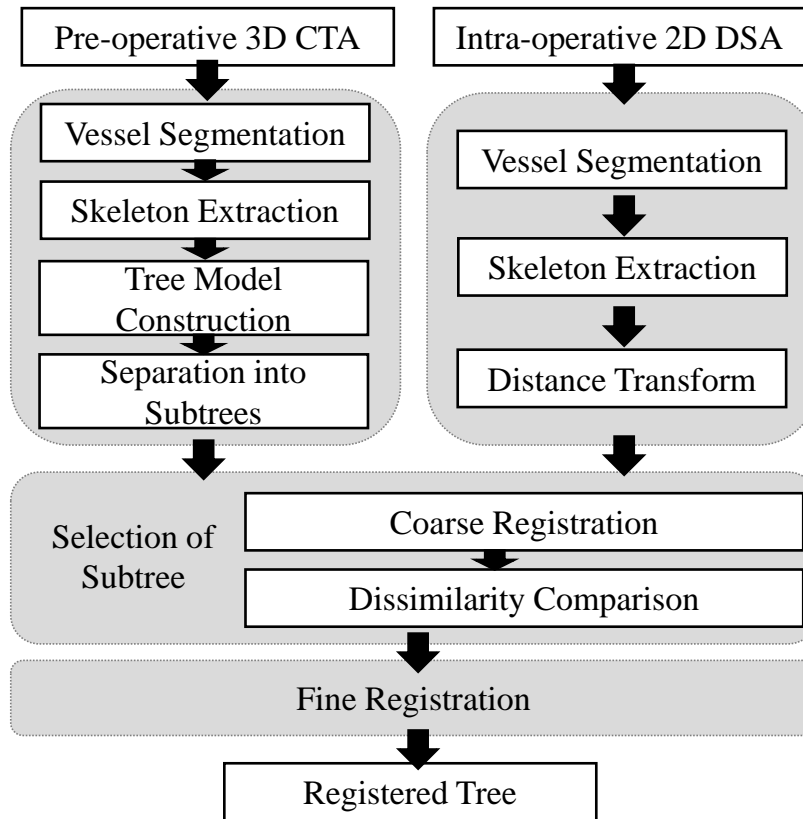 Pre-operative 3D CTA
Intra-operative 2D DSA
Vessel Segmentation
Skeleton Extraction
Tree Model
Construction
Separation into
Subtrees
Vessel Segmentation
Skeleton Extraction
Distance Transform
Selection of
Subtree
Coarse Registration
Dissimilarity Comparison
Fine Registration
Registered Tree